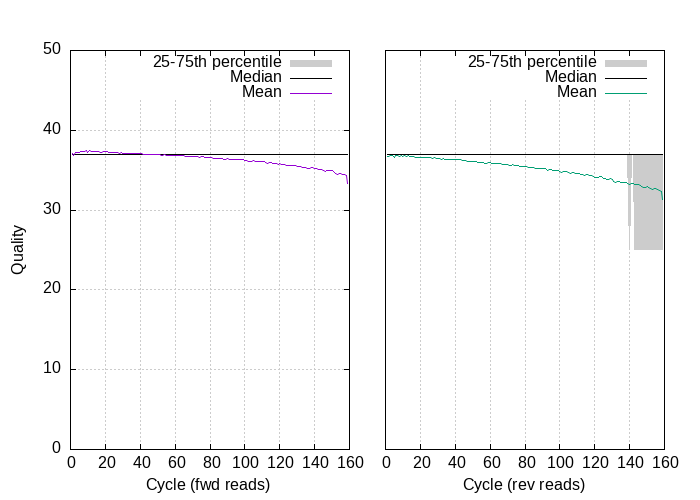 50
40
30
20
10
0
Quality
25-75th percentile
Median
Mean
0 20 40 60 80 100 120 140 160
Cycle (fwd reads)
25-75th percentile
Median
Mean
0 20 40 60 80 100 120 140 160
Cycle (rev reads)